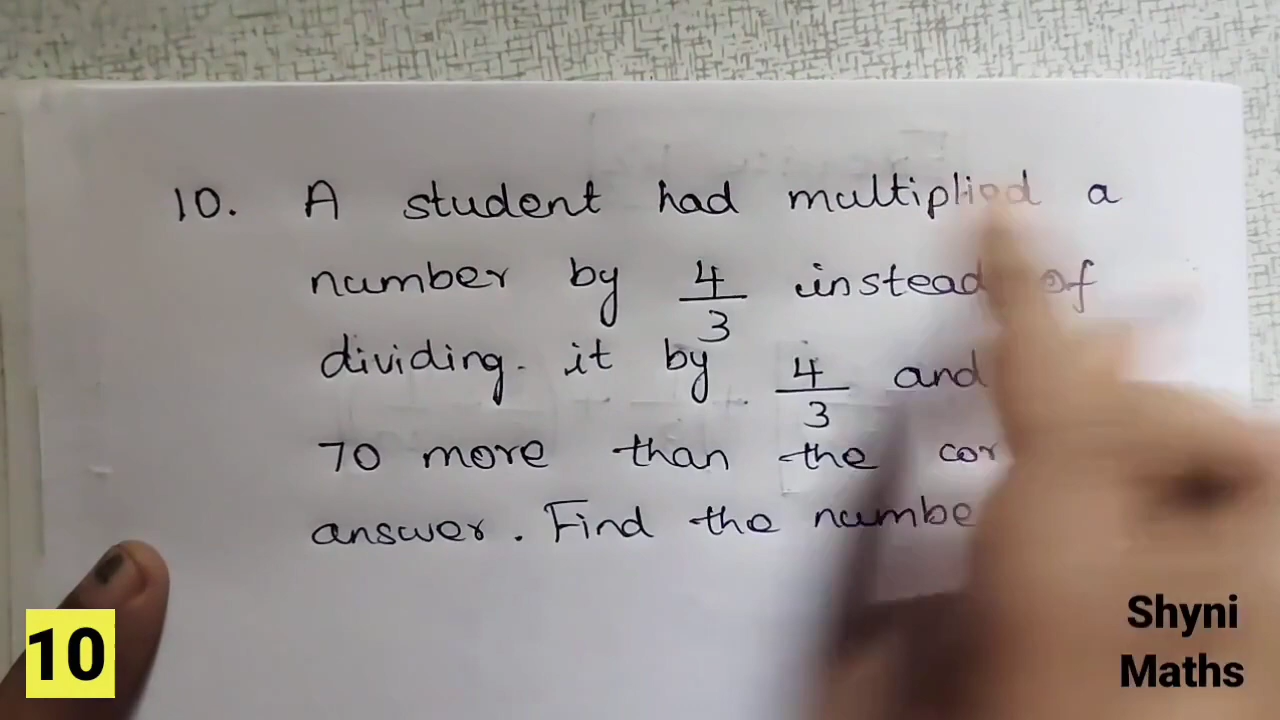 10. A student had multiplied a
number by 4/3 instead of
dividing. it by 4/3 and
70 more than the
answer. Find the
10
Shyni
Maths